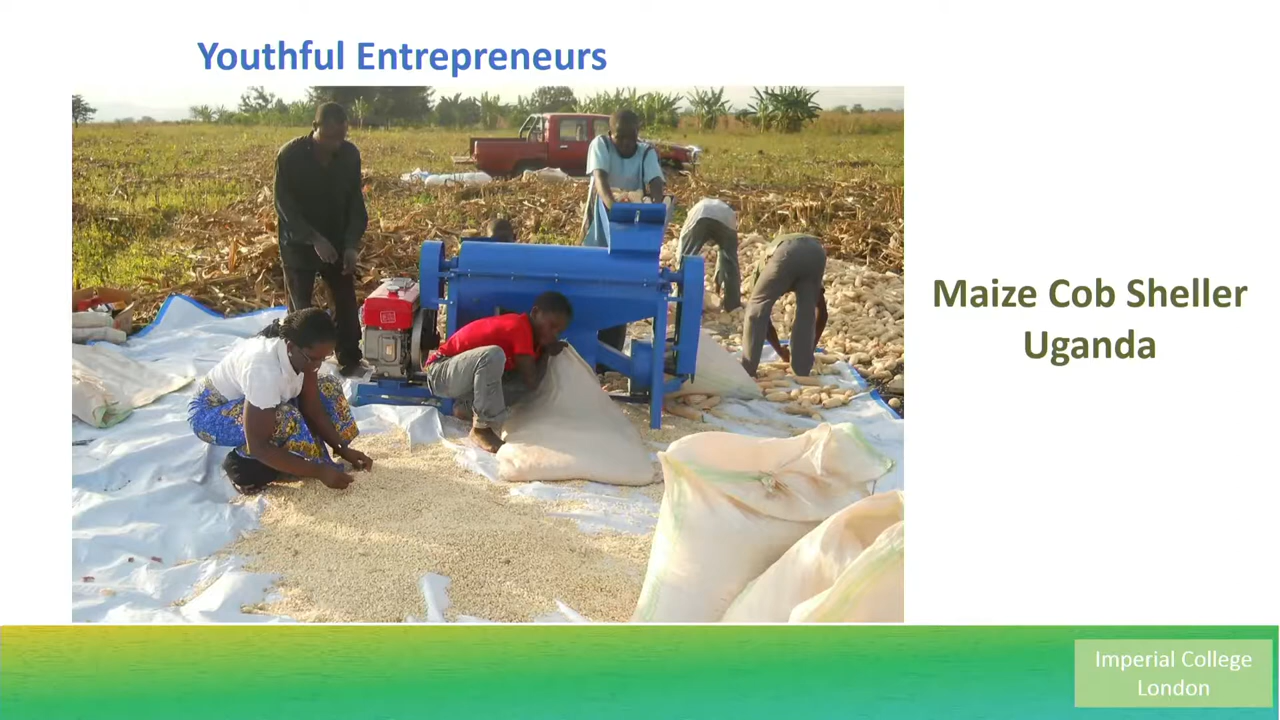 Youthful Entrepreneurs
Maize Cob Sheller
Uganda
Imperial College
London